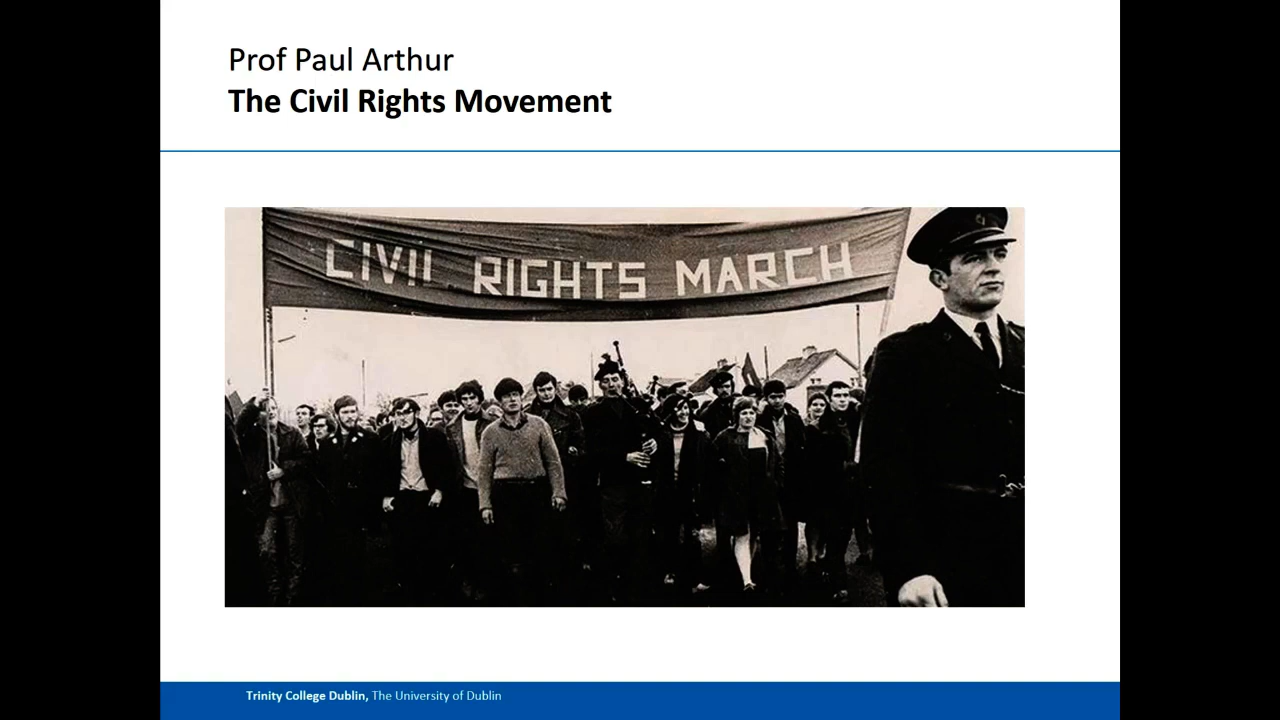 Prof Paul Arthur
The Civil Rights Movement
CIVIL RIGHTS MARCH
Trinity College Dublin, The University of Dublin